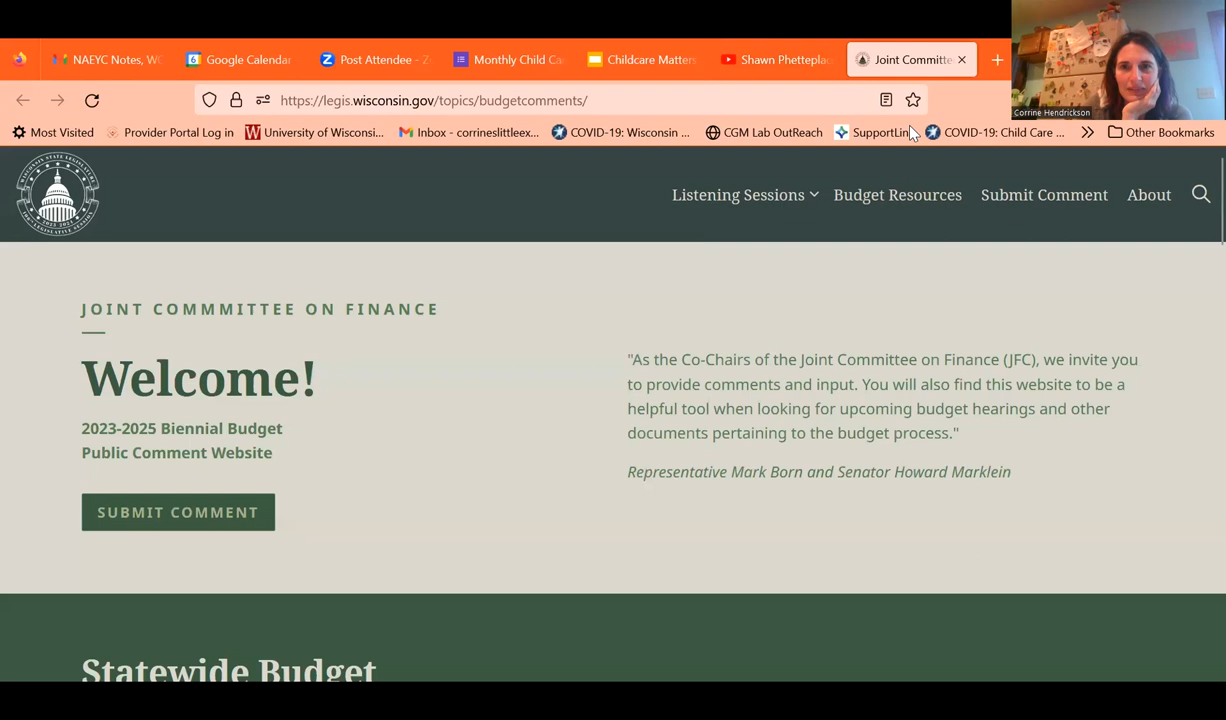 NAEYC Notes, WC
Google Calendar
Post Attendee - Z
Monthly Child Ca
Childcare Matters
Shawn Phetteplac
Joint Committe
https://legis.wisconsin.gov/topics/budgetcomments/
Corrine Hendrickson
Most Visited
Provider Portal Log in
University of Wisconsi...
Inbox - corrineslittleex...
COVID-19: Wisconsin ...
CGM Lab OutReach
SupportLin
COVID-19: Child Care ...
Other Bookmarks
Listening Sessions
Budget Resources
Submit Comment
About
JOINT COMMMITTEE ON FINANCE
Welcome!
2023-2025 Biennial Budget
Public Comment Website
SUBMIT COMMENT
"As the Co-Chairs of the Joint Committee on Finance (JFC), we invite you
to provide comments and input. You will also find this website to be a
helpful tool when looking for upcoming budget hearings and other
documents pertaining to the budget process."
Representative Mark Born and Senator Howard Marklein
Statewide Budget